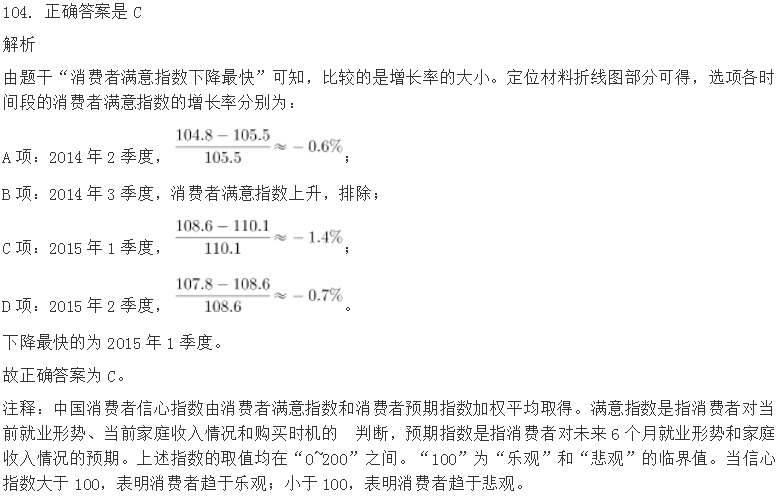 104. 正确答案是 C
解析
由题干“消费者满意指数下降最快”可知，比较的是增长率的大小。定位材料折线图部分可得，选项各时
间段的消费者满意指数的增长率分别为：
A 项：2014 年 2 季度，(104.8 − 105.5)/105.5 ≈ −0.6%；
B 项：2014 年 3 季度，消费者满意指数上升，排除；
C 项：2015 年 1 季度，(108.6 − 110.1)/110.1 ≈ −1.4%；
D 项：2015 年 2 季度，(107.8 − 108.6)/108.6 ≈ −0.7%。
下降最快的为 2015 年 1 季度。
故正确答案为 C。
注释：中国消费者信心指数由消费者满意指数和消费者预期指数加权平均取得。满意指数是指消费者对当
前就业形势、当前家庭收入情况和购买时机的 判断，预期指数是指消费者对未来 6 个月就业形势和家庭
收入情况的预期。上述指数的取值均在“0~200”之间。“100”为“乐观”和“悲观”的临界值。当信心
指数大于 100，表明消费者趋于乐观；小于 100，表明消费者趋于悲观。